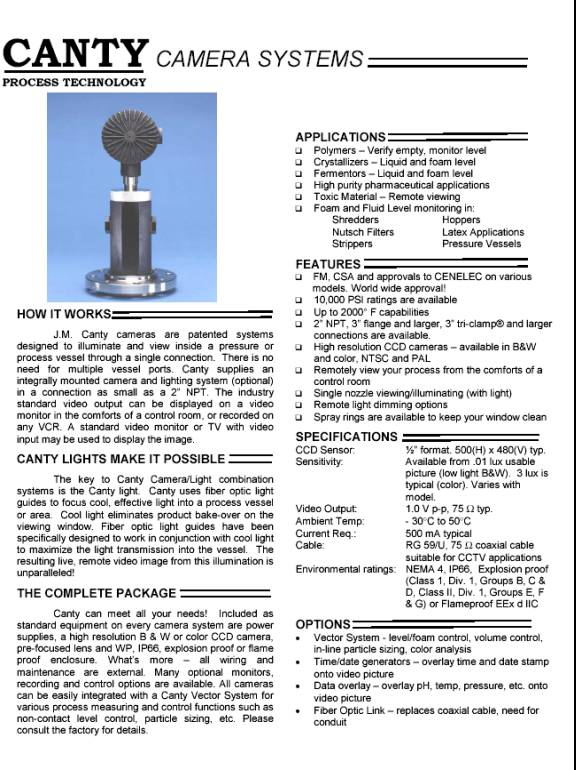 CANTY CAMERA SYSTEMS
PROCESS TECHNOLOGY
HOW IT WORKS
J.M. Canty cameras are patented systems
designed to illuminate and view inside a pressure or
process vessel through a single connection. There is no
need for multiple vessel ports. Canty supplies an
integrally mounted camera and lighting system (optional)
in a connection as small as a 2" NPT. The industry
standard video output can be displayed on a video
monitor in the comforts of a control room, or recorded on
any VCR. A standard video monitor or TV with video
input may be used to display the image.
CANTY LIGHTS MAKE IT POSSIBLE
The key to Canty Camera/Light combination
systems is the Canty light. Canty uses fiber optic light
guides to focus cool, effective light into a process vessel
or area. Cool light eliminates product bake-over on the
viewing window. Fiber optic light guides have been
specifically designed to work in conjunction with cool light
to maximize the light transmission into the vessel. The
resulting live, remote video image from this illumination is
unparalleled!
THE COMPLETE PACKAGE
Canty can meet all your needs! Included as
standard equipment on every camera system are power
supplies, a high resolution B & W or color CCD camera,
pre-focused lens and WP, IP66, explosion proof or flame
proof enclosure. What's more – all wiring and
maintenance are external. Many optional monitors,
recording and control options are available. All cameras
can be easily integrated with a Canty Vector System for
various process measuring and control functions such as
non-contact level control, particle sizing, etc. Please
consult the factory for details.
APPLICATIONS
❑ Polymers – Verify empty, monitor level
❑ Crystallizers – Liquid and foam level
❑ Fermentors – Liquid and foam level
❑ High purity pharmaceutical applications
❑ Toxic Material – Remote viewing
❑ Foam and Fluid Level monitoring in:
Shredders Hoppers
Nutsch Filters Latex Applications
Strippers Pressure Vessels
FEATURES
❑ FM, CSA and approvals to CENELEC on various
models. World wide approval!
❑ 10,000 PSI ratings are available
❑ Up to 2000° F capabilities
❑ 2" NPT, 3" flange and larger, 3" tri-clamp® and larger
connections are available.
❑ High resolution CCD cameras – available in B&W
and color, NTSC and PAL
❑ Remotely view your process from the comforts of a
control room
❑ Single nozzle viewing/illuminating (with light)
❑ Remote light dimming options
❑ Spray rings are available to keep your window clean
SPECIFICATIONS
CCD Sensor: ½" format. 500(H) x 480(V) typ.
Sensitivity: Available from .01 lux usable
picture (low light B&W). 3 lux is
typical (color). Varies with
model.
Video Output: 1.0 V p-p, 75 Ω typ.
Ambient Temp: - 30°C to 50°C
Current Req.: 500 mA typical
Cable: RG 59/U, 75 Ω coaxial cable
suitable for CCTV applications
Environmental ratings: NEMA 4, IP66, Explosion proof
(Class 1, Div. 1, Groups B, C &
D, Class II, Div. 1, Groups E, F
& G) or Flameproof EEx d IIC
OPTIONS
• Vector System - level/foam control, volume control,
in-line particle sizing, color analysis
• Time/date generators – overlay time and date stamp
onto video picture
• Data overlay – overlay pH, temp, pressure, etc. onto
video picture
• Fiber Optic Link – replaces coaxial cable, need for
conduit